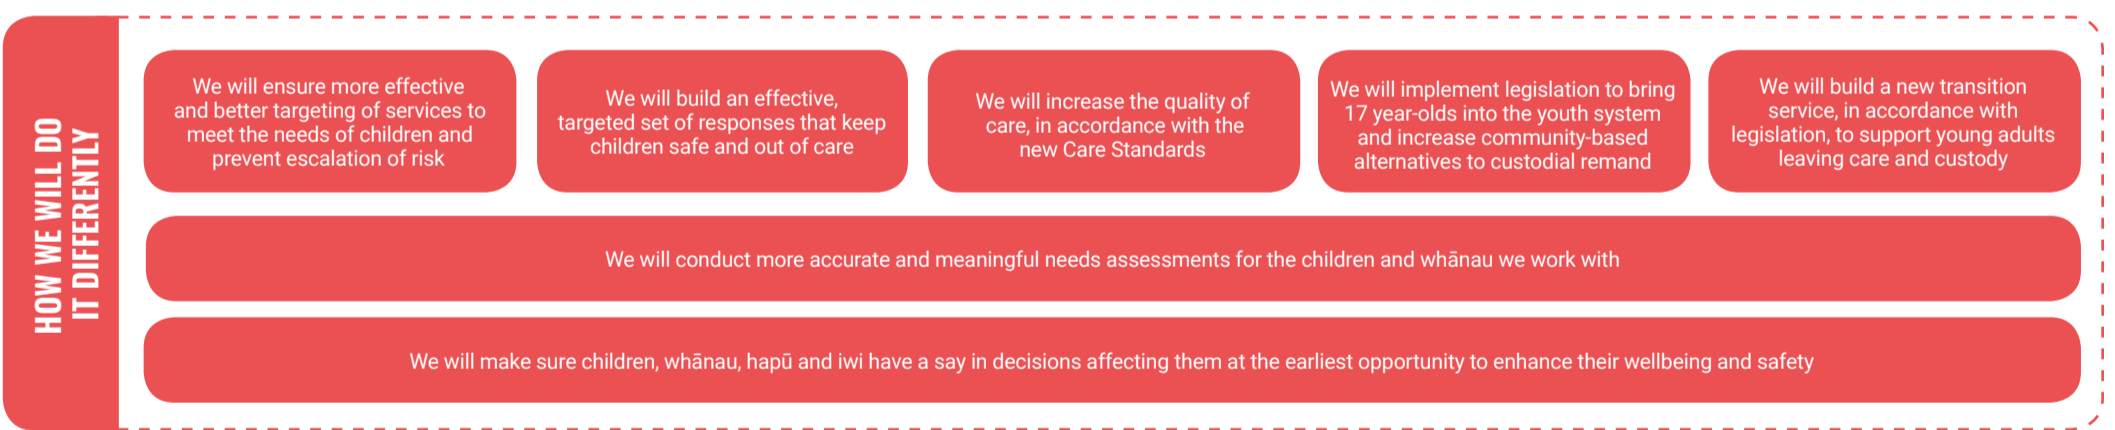 HOW WE WILL DO
IT DIFFERENTLY
We will ensure more effective
and better targeting of services to
meet the needs of children and
prevent escalation of risk
We will build an effective,
targeted set of responses that keep
children safe and out of care
We will increase the quality of
care, in accordance with the
new Care Standards
We will implement legislation to bring
17 year-olds into the youth system
and increase community-based
alternatives to custodial remand
We will build a new transition
service, in accordance with
legislation, to support young adults
leaving care and custody
We will conduct more accurate and meaningful needs assessments for the children and whānau we work with
We will make sure children, whānau, hapū and iwi have a say in decisions affecting them at the earliest opportunity to enhance their wellbeing and safety